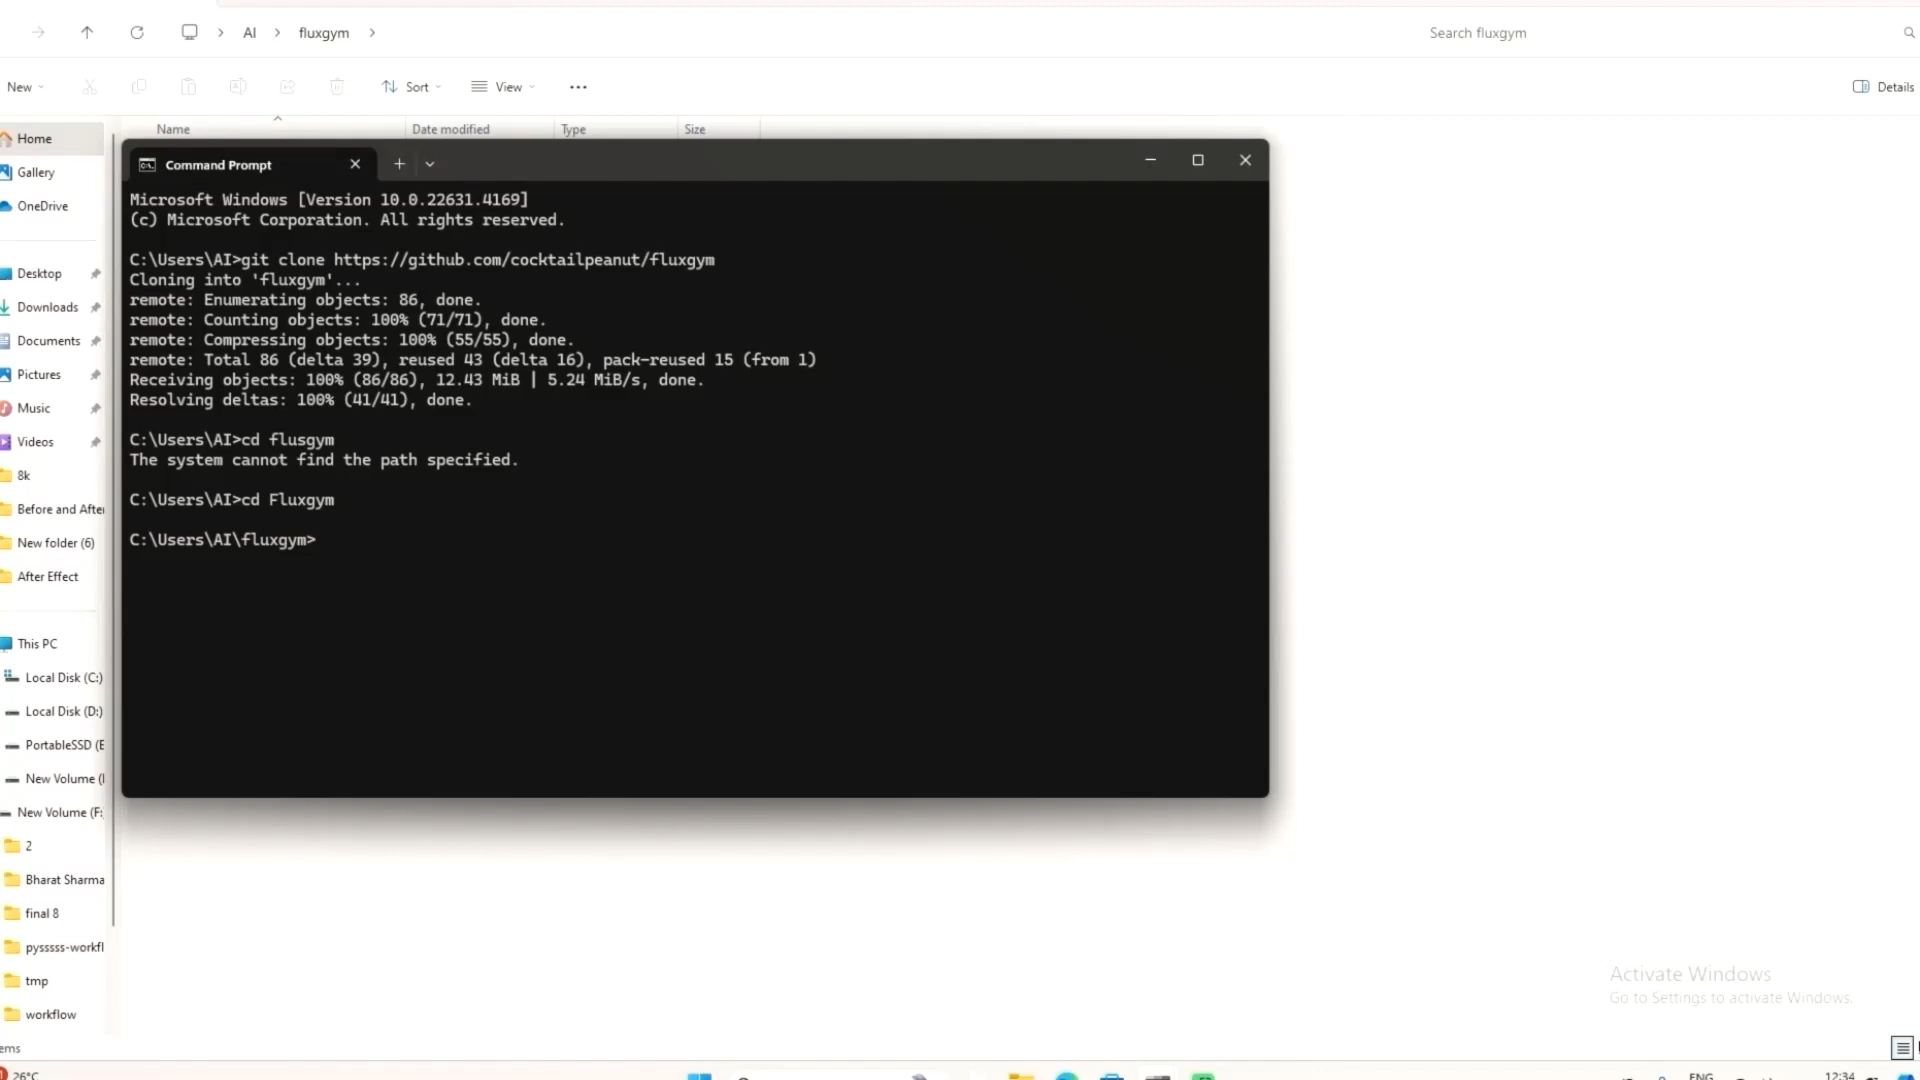 AI
fluxgym
Search fluxgym
New
Sort
View
Details
Name
Date modified
Type
Size
Home
Gallery
OneDrive
Desktop
Downloads
Documents
Pictures
Music
Videos
8k
Before and After
New folder (6)
After Effect
This PC
Local Disk (C:)
Local Disk (D:)
PortableSSD (E
New Volume (
New Volume (F:
2
Bharat Sharma
final 8
pysssss-workfl
tmp
workflow
Command Prompt
Microsoft Windows [Version 10.0.22631.4169]
(c) Microsoft Corporation. All rights reserved.
C:\Users\AI>git clone https://github.com/cocktailpeanut/fluxgym
Cloning into 'fluxgym'...
remote: Enumerating objects: 86, done.
remote: Counting objects: 100% (71/71), done.
remote: Compressing objects: 100% (55/55), done.
remote: Total 86 (delta 39), reused 43 (delta 16), pack-reused 15 (from 1)
Receiving objects: 100% (86/86), 12.43 MiB | 5.24 MiB/s, done.
Resolving deltas: 100% (41/41), done.
C:\Users\AI>cd flusgym
The system cannot find the path specified.
C:\Users\AI>cd Fluxgym
C:\Users\AI\fluxgym>
Activate Windows
Go to Settings to activate Windows.
ems
26°C
ENG
12:34